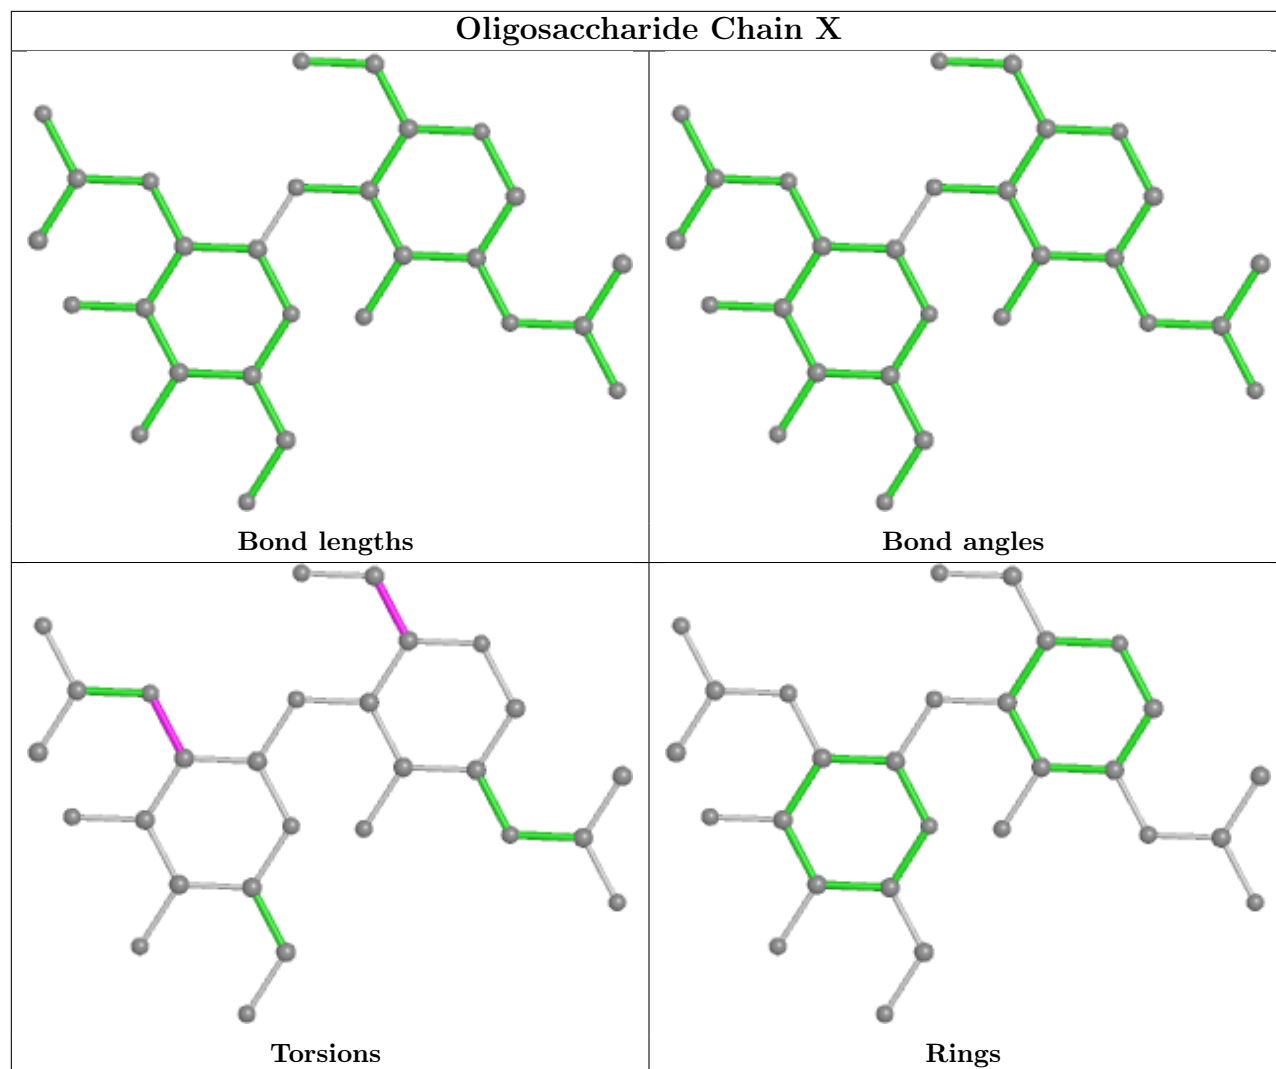 Oligosaccharide Chain X
Bond lengths
Bond angles
Torsions
Rings